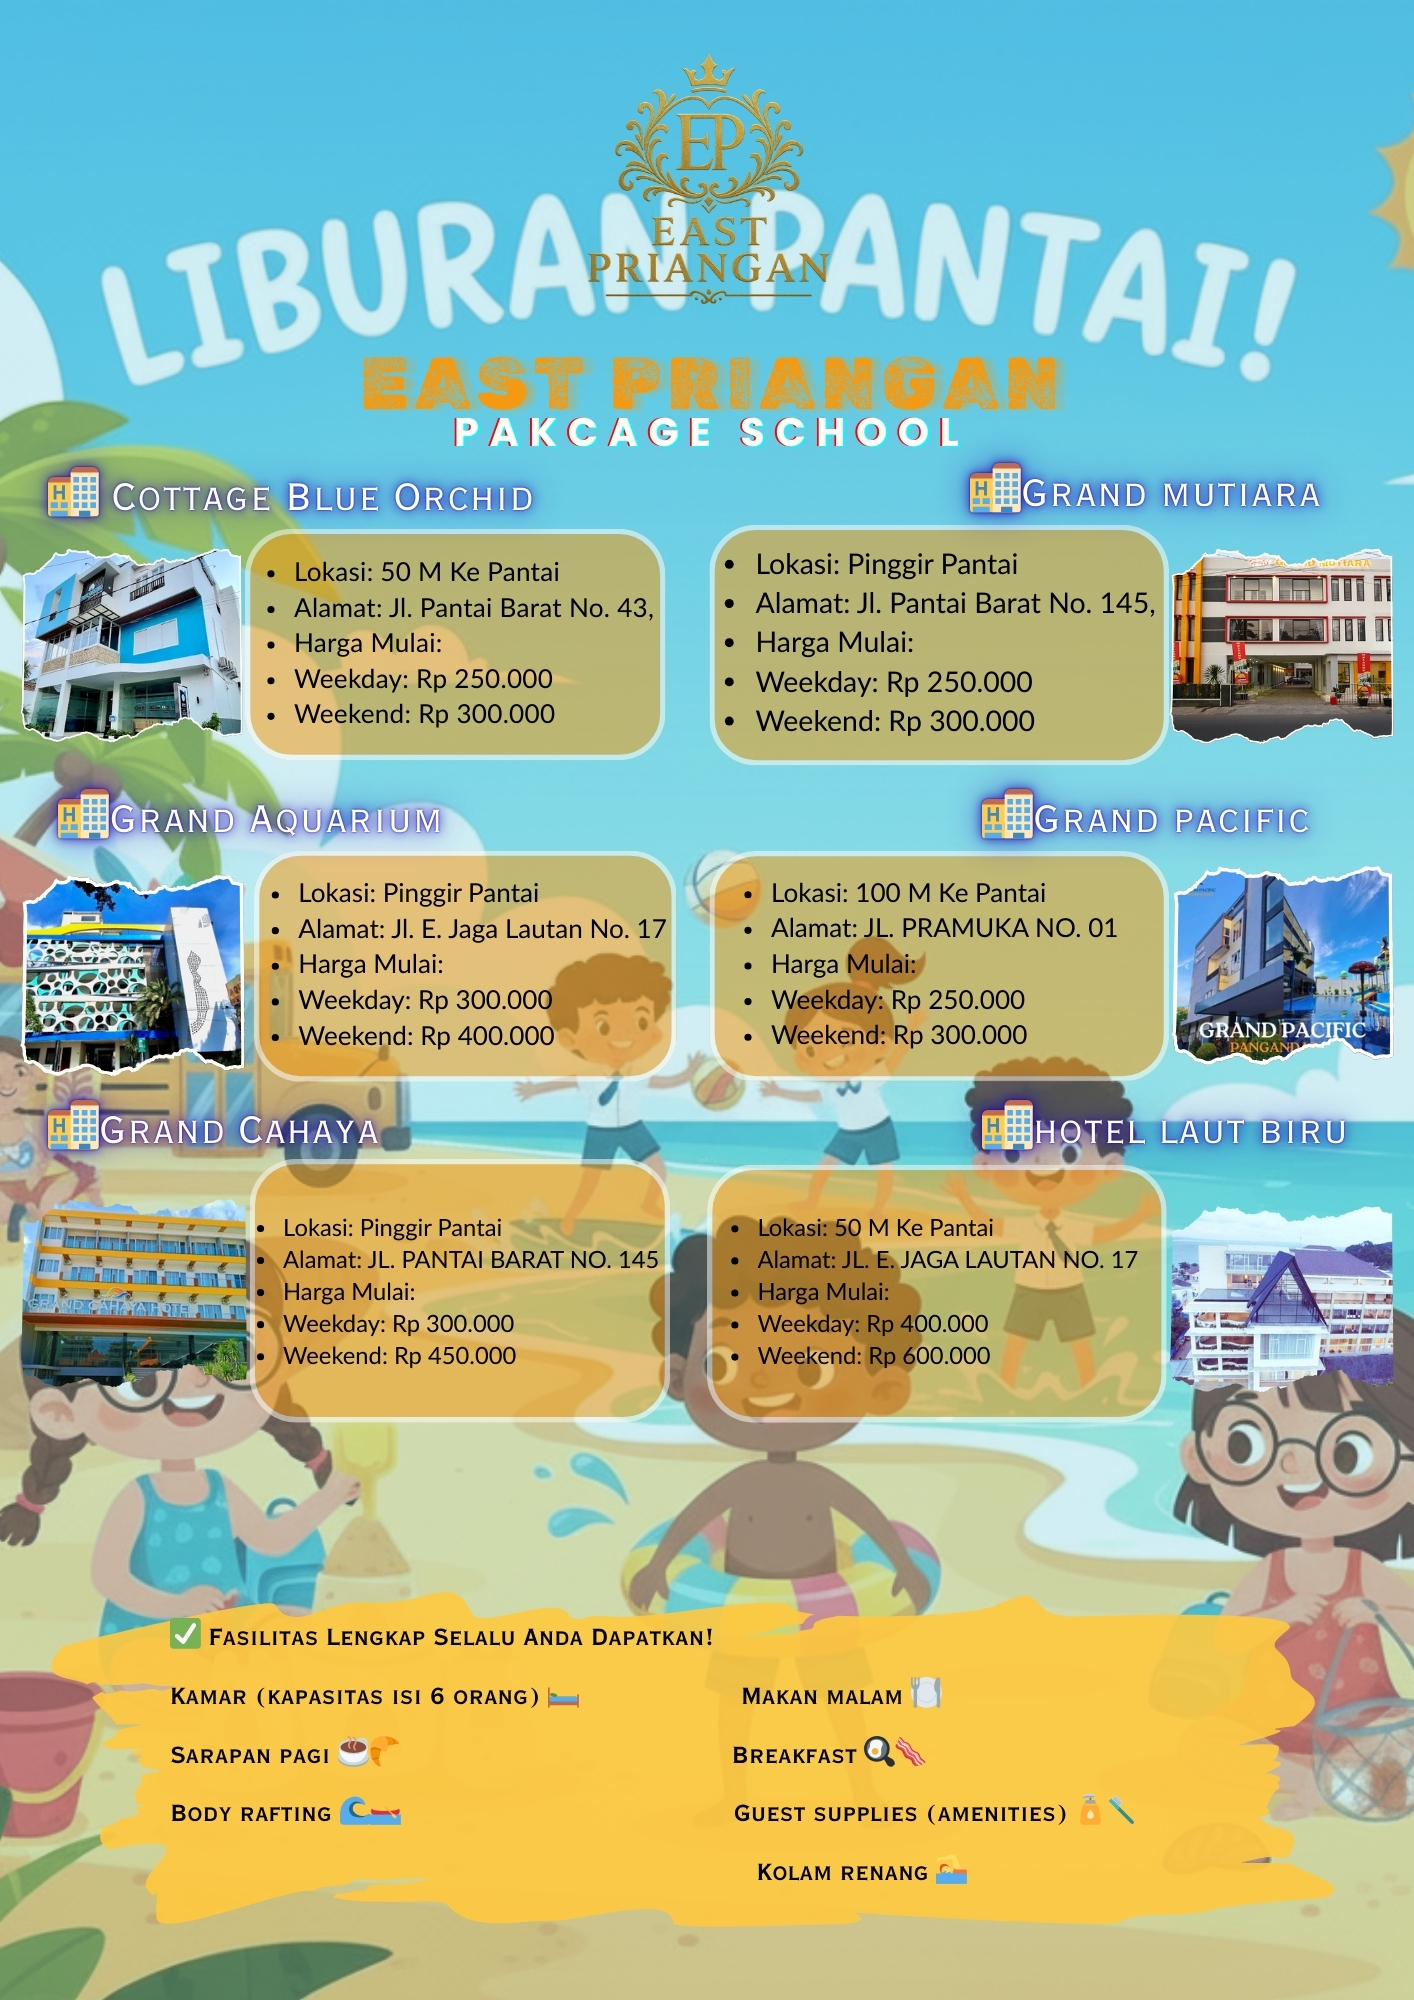 EP
EAST
PRIANGAN
LIBURAN PANTAI!
EAST PRIANGAN
PAKCAGE SCHOOL
Cottage Blue Orchid
• Lokasi: 50 M Ke Pantai
• Alamat: Jl. Pantai Barat No. 43,
• Harga Mulai:
• Weekday: Rp 250.000
• Weekend: Rp 300.000
Grand mutiara
GRAND MUTIARA
• Lokasi: Pinggir Pantai
• Alamat: Jl. Pantai Barat No. 145,
• Harga Mulai:
• Weekday: Rp 250.000
• Weekend: Rp 300.000
Grand Aquarium
• Lokasi: Pinggir Pantai
• Alamat: Jl. E. Jaga Lautan No. 17
• Harga Mulai:
• Weekday: Rp 300.000
• Weekend: Rp 400.000
Grand pacific
• Lokasi: 100 M Ke Pantai
• Alamat: JL. PRAMUKA NO. 01
• Harga Mulai:
• Weekday: Rp 250.000
• Weekend: Rp 300.000
GRAND PACIFIC
Grand Cahaya
• Lokasi: Pinggir Pantai
• Alamat: JL. PANTAI BARAT NO. 145
• Harga Mulai:
• Weekday: Rp 300.000
• Weekend: Rp 450.000
GRAND CAHAYA HOTEL
hotel laut biru
• Lokasi: 50 M Ke Pantai
• Alamat: JL. E. JAGA LAUTAN NO. 17
• Harga Mulai:
• Weekday: Rp 400.000
• Weekend: Rp 600.000
✅ Fasilitas Lengkap Selalu Anda Dapatkan!
Kamar (kapasitas isi 6 orang)
Sarapan pagi
Body rafting
Makan malam
Breakfast
Guest supplies (amenities)
Kolam renang